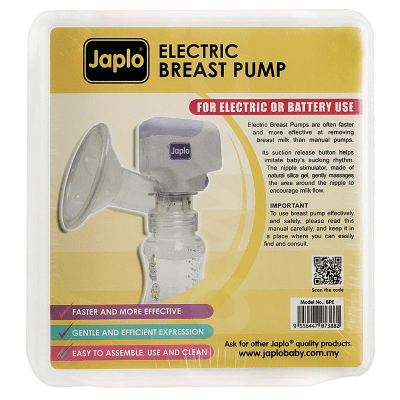 Japlo®
ELECTRIC
BREAST PUMP
FOR ELECTRIC OR BATTERY USE
Electric Breast Pumps are often faster
and more effective at removing
breast milk than manual pumps.
Its suction release button helps
imitate baby's sucking rhythm.
The nipple stimulator, made of
natural silica gel, gently massages
the area around the nipple to
encourage milk flow.
IMPORTANT
To use breast pump effectively
and safely, please read this
manual carefully, and keep it in
a place where you can easily
find and consult.
Japlo
Scan the code
Model No.: BPE
9 556447 073882
FASTER AND MORE EFFECTIVE
GENTLE AND EFFICIENT EXPRESSION
EASY TO ASSEMBLE, USE AND CLEAN
Ask for other Japlo® quality products.
www.japlobaby.com.my